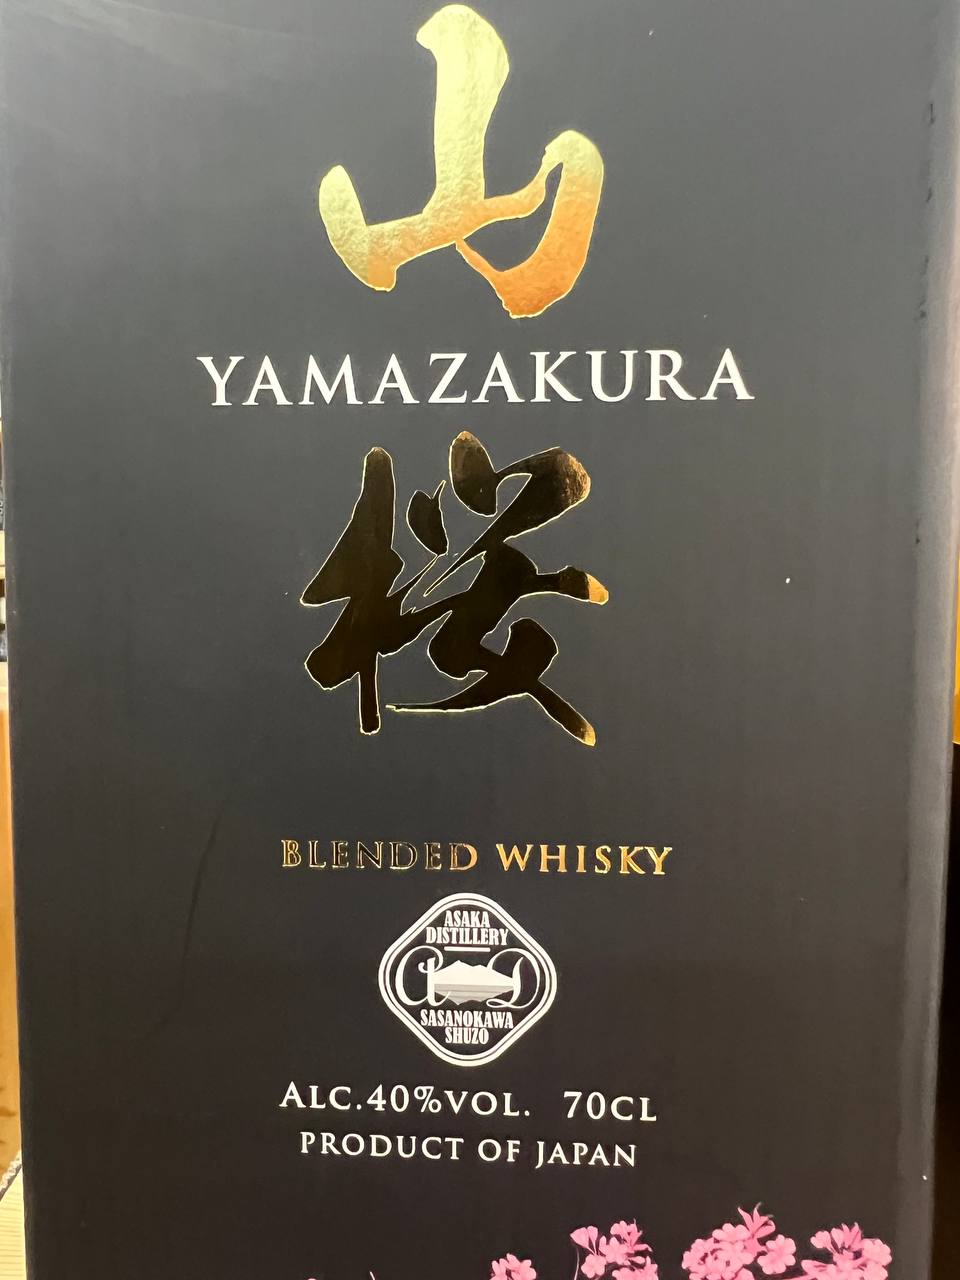 山
YAMAZAKURA
桜
BLENDED WHISKY
ASAKA
DISTILLERY
a D
SASANOKAWA
SHUZO
ALC.40%VOL. 70CL
PRODUCT OF JAPAN